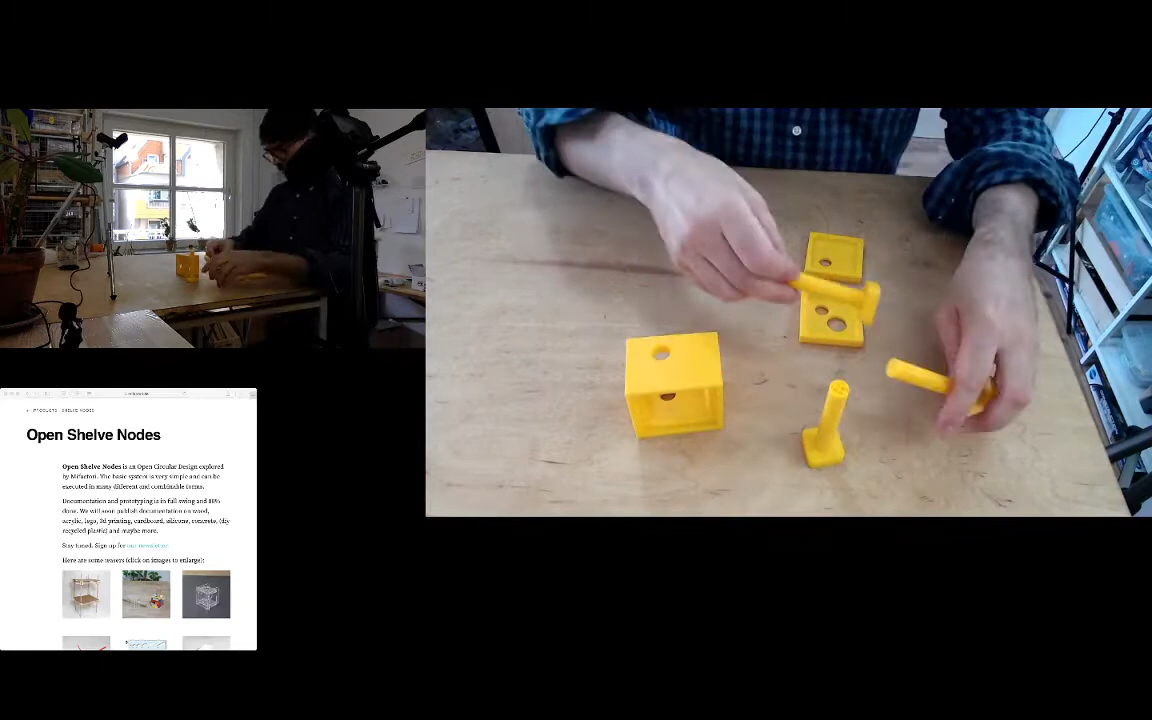 < PRODUCTS SHELVE NODES
Open Shelve Nodes
Open Shelve Nodes is an Open Circular Design explored
by Mifactori. The basic system is very simple and can be
executed in many different and combinable forms.
Documentation and prototyping is in full swing and 80%
done. We will soon publish documentation on wood,
acrylic, lego, 3d printing, cardboard, silicone, concrete, (diy
recycled plastic) and maybe more.
Stay tuned. Sign up for our newsletter.
Here are some teasers (click on images to enlarge):